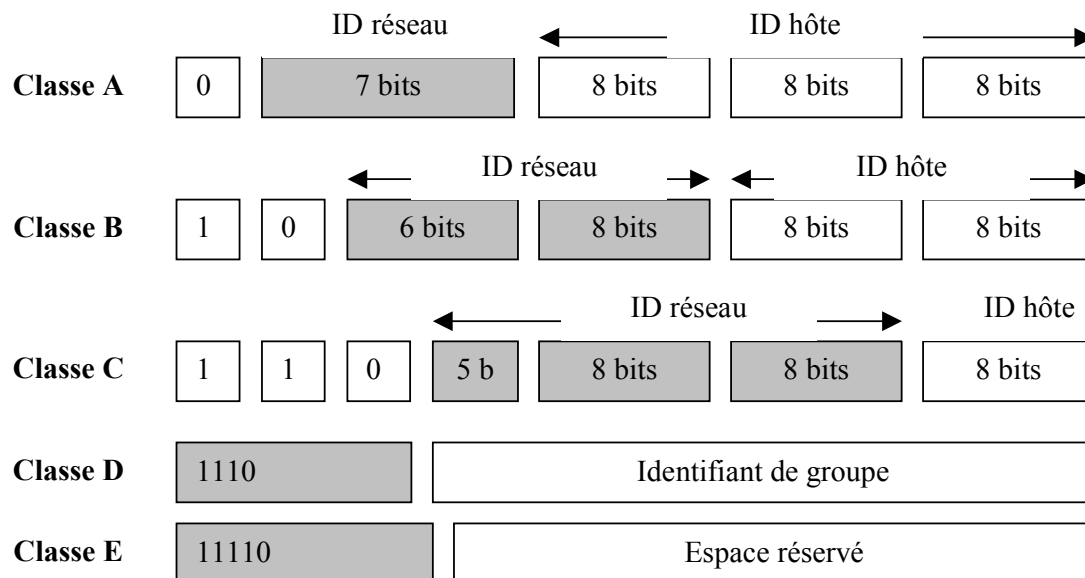 ID réseau ID hôte
Classe A 0 7 bits 8 bits 8 bits 8 bits
ID réseau ID hôte
Classe B 1 0 6 bits 8 bits 8 bits 8 bits
ID réseau ID hôte
Classe C 1 1 0 5 b 8 bits 8 bits 8 bits
Classe D 1110 Identifiant de groupe
Classe E 11110 Espace réservé